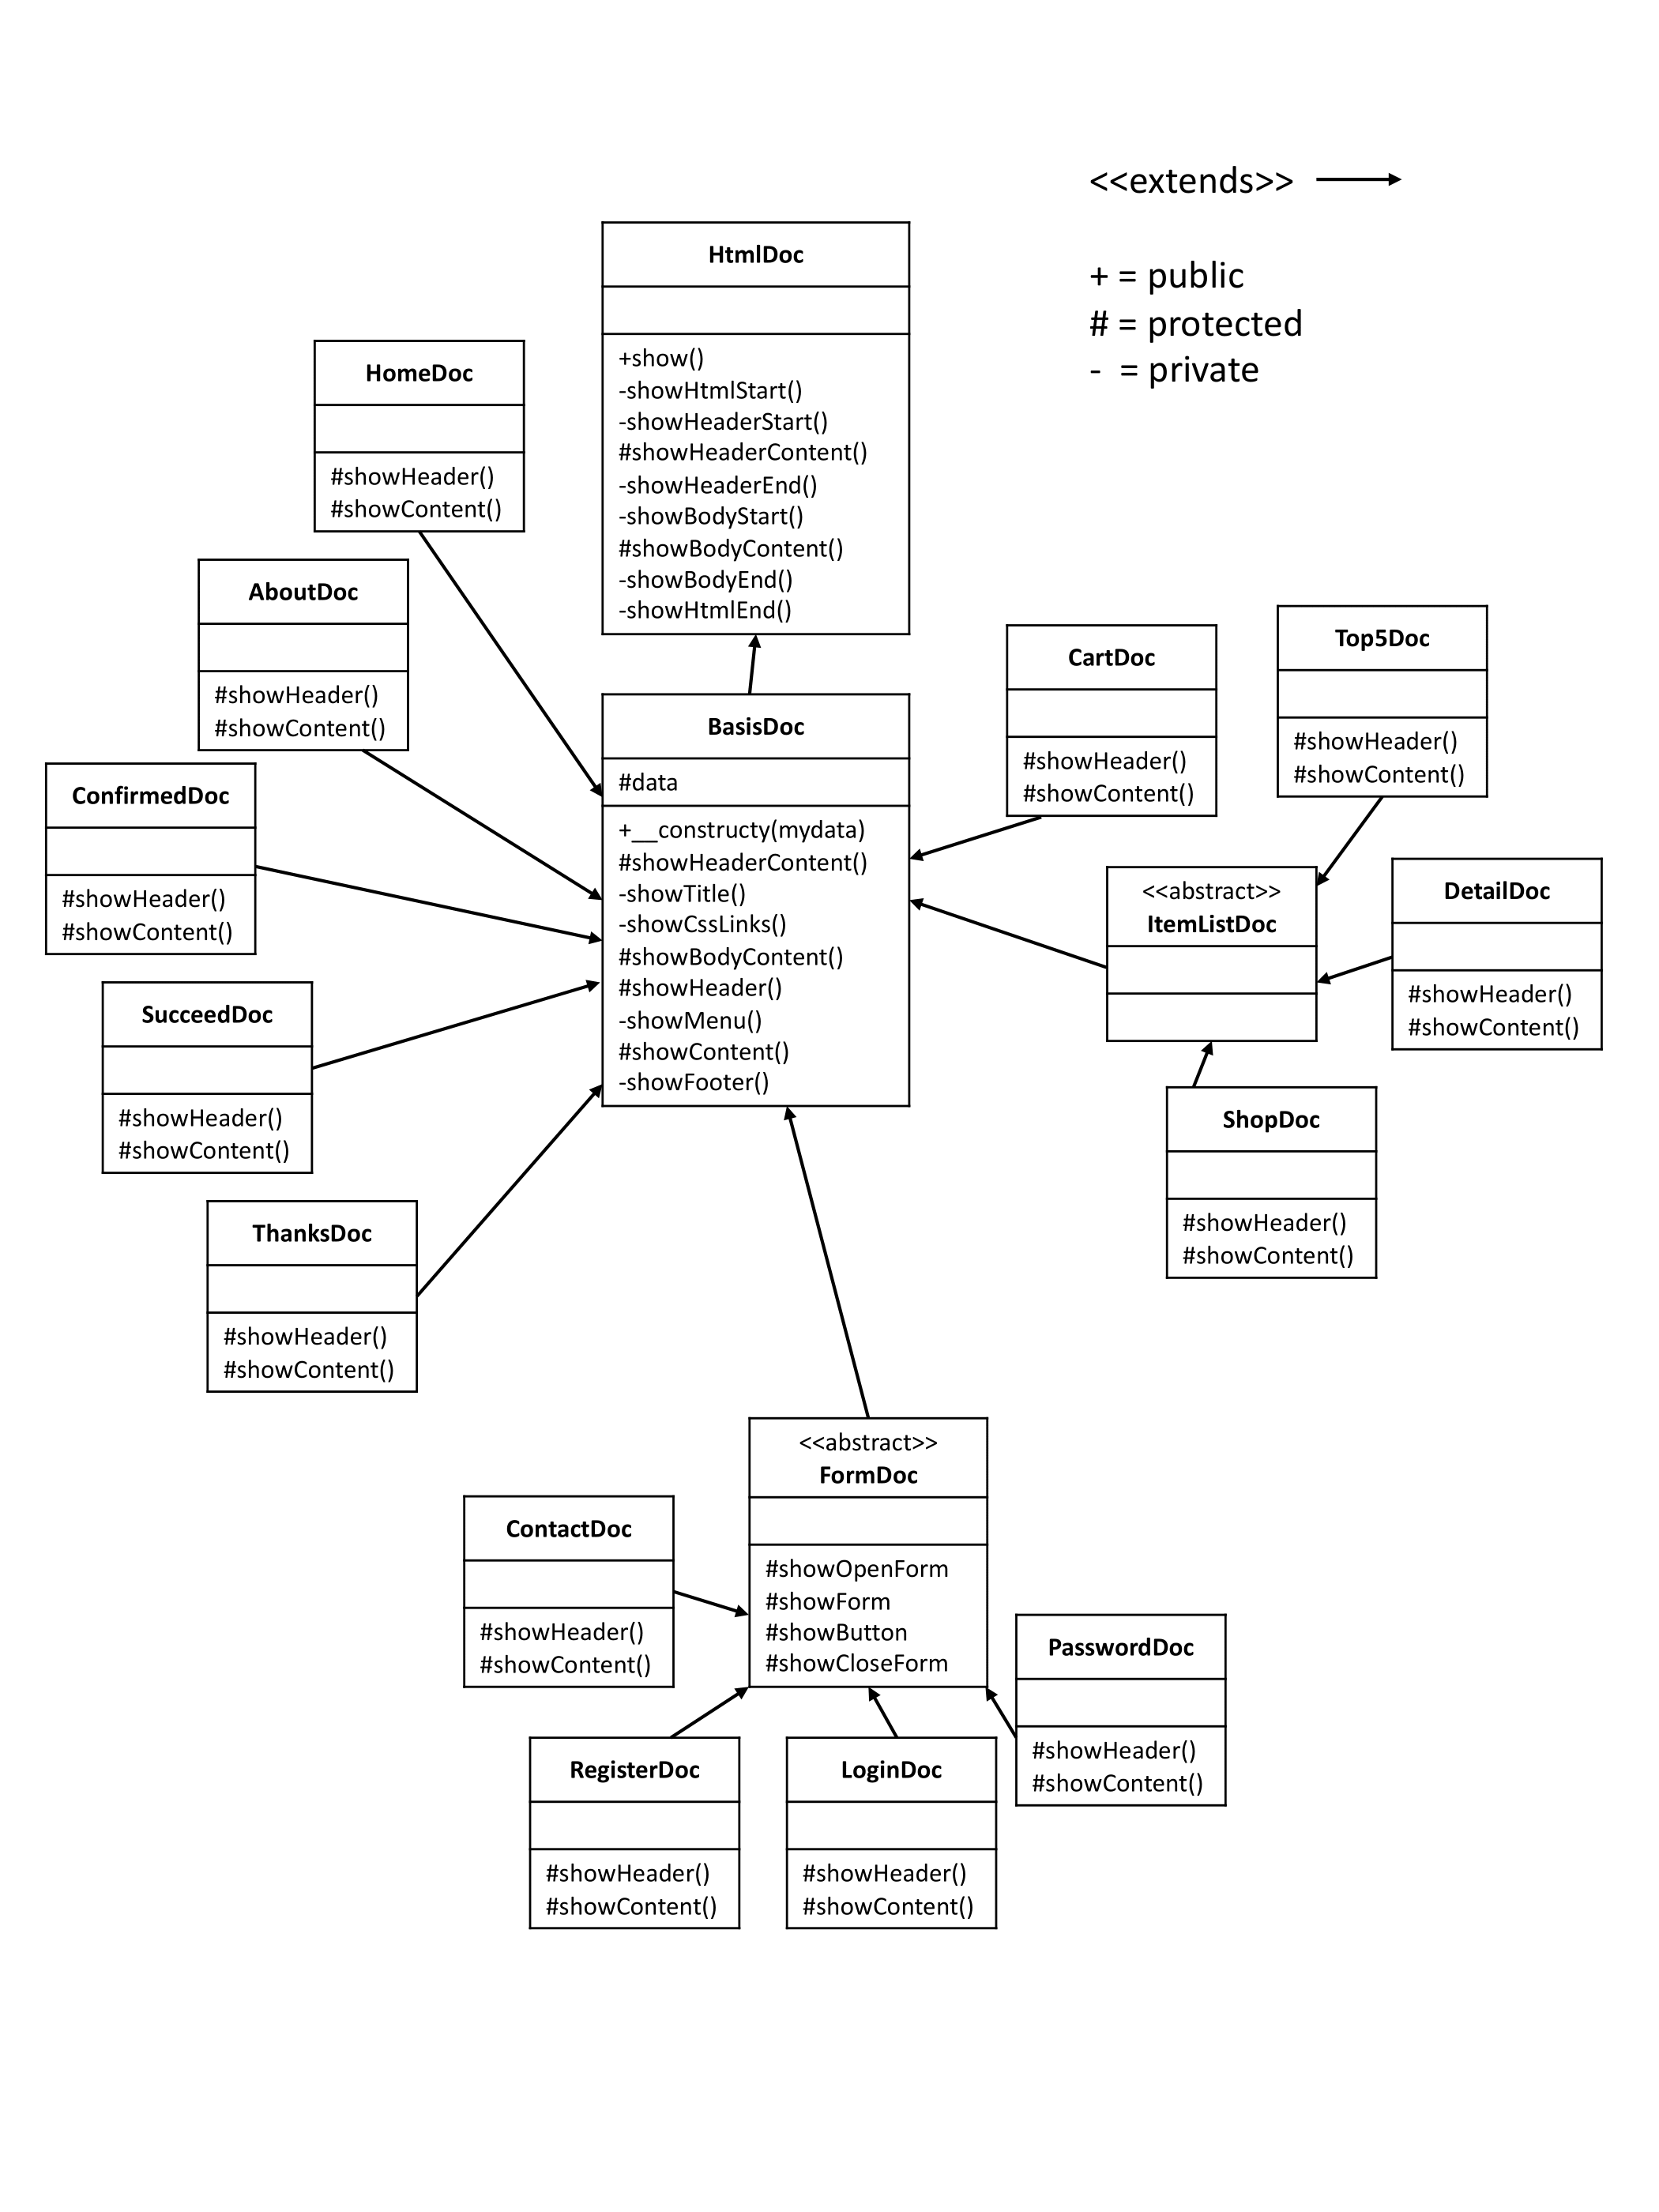 <<extends>>
+ = public
# = protected
- = private
HtmlDoc
+show()
-showHtmlStart()
-showHeaderStart()
#showHeaderContent()
-showHeaderEnd()
-showBodyStart()
#showBodyContent()
-showBodyEnd()
-showHtmlEnd()
HomeDoc
#showHeader()
#showContent()
AboutDoc
#showHeader()
#showContent()
ConfirmedDoc
#showHeader()
#showContent()
SucceedDoc
#showHeader()
#showContent()
ThanksDoc
#showHeader()
#showContent()
BasisDoc
#data
+__constructy(mydata)
#showHeaderContent()
-showTitle()
-showCssLinks()
#showBodyContent()
#showHeader()
-showMenu()
#showContent()
-showFooter()
CartDoc
#showHeader()
#showContent()
Top5Doc
#showHeader()
#showContent()
<<abstract>>
ItemListDoc
DetailDoc
#showHeader()
#showContent()
ShopDoc
#showHeader()
#showContent()
<<abstract>>
FormDoc
#showOpenForm
#showForm
#showButton
#showCloseForm
ContactDoc
#showHeader()
#showContent()
PasswordDoc
#showHeader()
#showContent()
RegisterDoc
#showHeader()
#showContent()
LoginDoc
#showHeader()
#showContent()